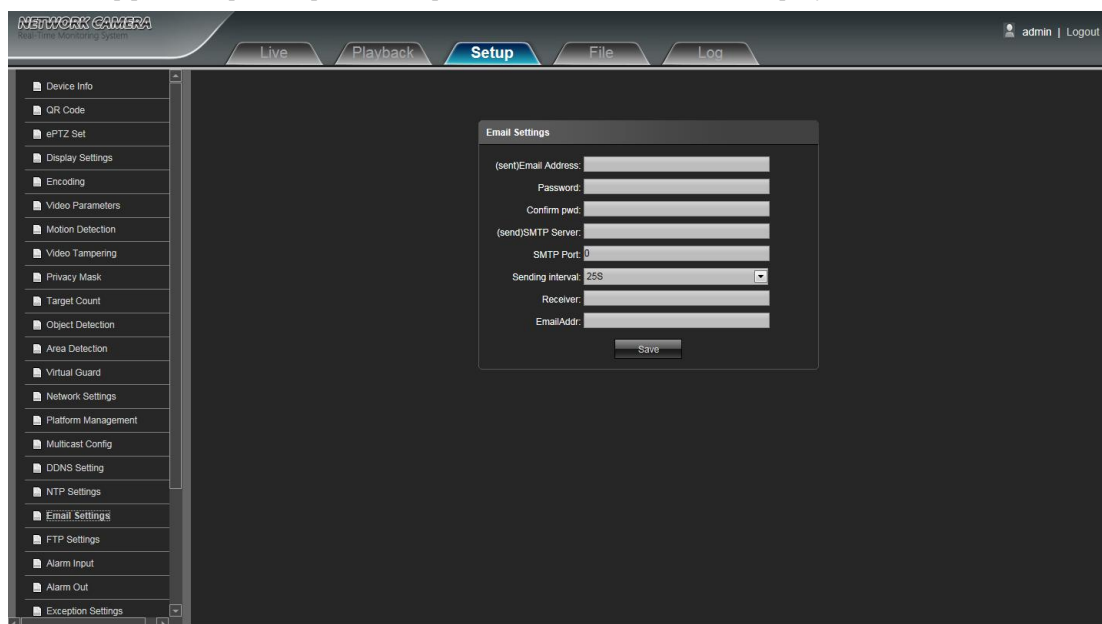 NETWORK CAMERA
Real-Time Monitoring System
Live
Playback
Setup
File
Log
admin | Logout
Device Info
QR Code
ePTZ Set
Display Settings
Encoding
Video Parameters
Motion Detection
Video Tampering
Privacy Mask
Target Count
Object Detection
Area Detection
Virtual Guard
Network Settings
Platform Management
Multicast Config
DDNS Setting
NTP Settings
Email Settings
FTP Settings
Alarm Input
Alarm Out
Exception Settings
Email Settings
(sent)Email Address:
Password:
Confirm pwd:
(send)SMTP Server:
SMTP Port: 0
Sending interval: 25S
Receiver:
EmailAddr:
Save